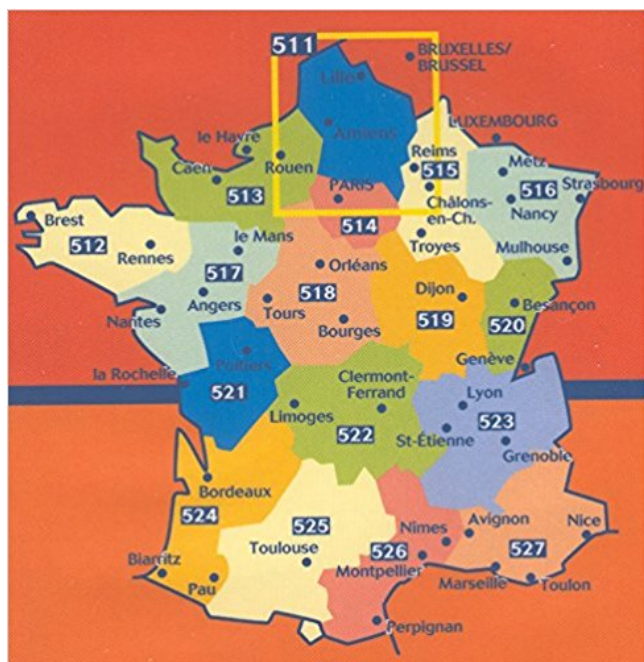 511
BRUXELLES/
BRUSSEL
Lille
Amiens
LUXEMBOURG
le Havre
Rouen
Caen
513
Reims
515
Metz
516
Strasbourg
PARIS
514
Châlons-
en-Ch.
Nancy
Brest
512
Rennes
le Mans
Troyes
Mulhouse
517
Orléans
518
Dijon
Besançon
Angers
Tours
519
520
Nantes
Bourges
Genève
la Rochelle
Poitiers
521
Clermont-
Ferrand
Lyon
Limoges
523
522
St-Étienne
Grenoble
Bordeaux
524
525
Nîmes
Avignon
Nice
Toulouse
526
527
Biarritz
Montpellier
Pau
Marseille
Toulon
Perpignan